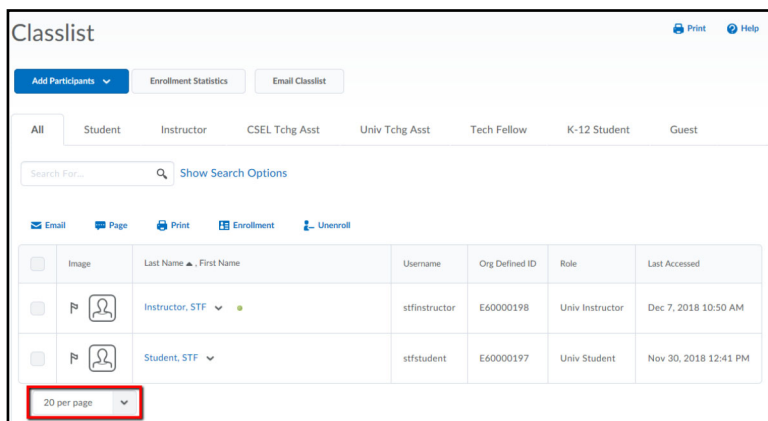 Classlist
Print Help
Add Participants Enrollment Statistics Email Classlist
All Student Instructor CSEL Tchg Asst Univ Tchg Asst Tech Fellow K-12 Student Guest
Search For... Show Search Options
Email Page Print Enrollment Unenroll
Image Last Name , First Name Username Org Defined ID Role Last Accessed
Instructor, STF stfinstructor E60000198 Univ Instructor Dec 7, 2018 10:50 AM
Student, STF stfstudent E60000197 Univ Student Nov 30, 2018 12:41 PM
20 per page